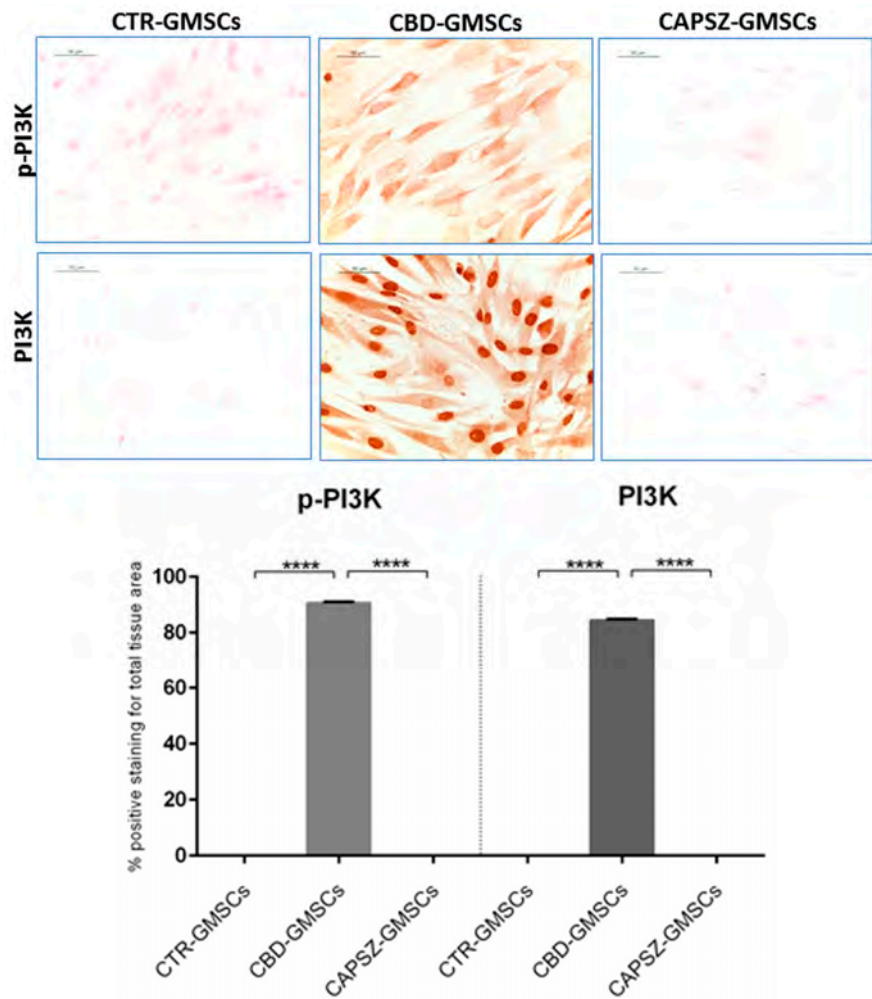 CTR-GMSCs CBD-GMSCs CAPSZ-GMSCs
p-PI3K
PI3K
p-PI3K PI3K
**** **** **** ****
% positive staining for total tissue area
100
80
60
40
20
0
CTR-GMSCs CBD-GMSCs CAPSZ-GMSCs CTR-GMSCs CBD-GMSCs CAPSZ-GMSCs